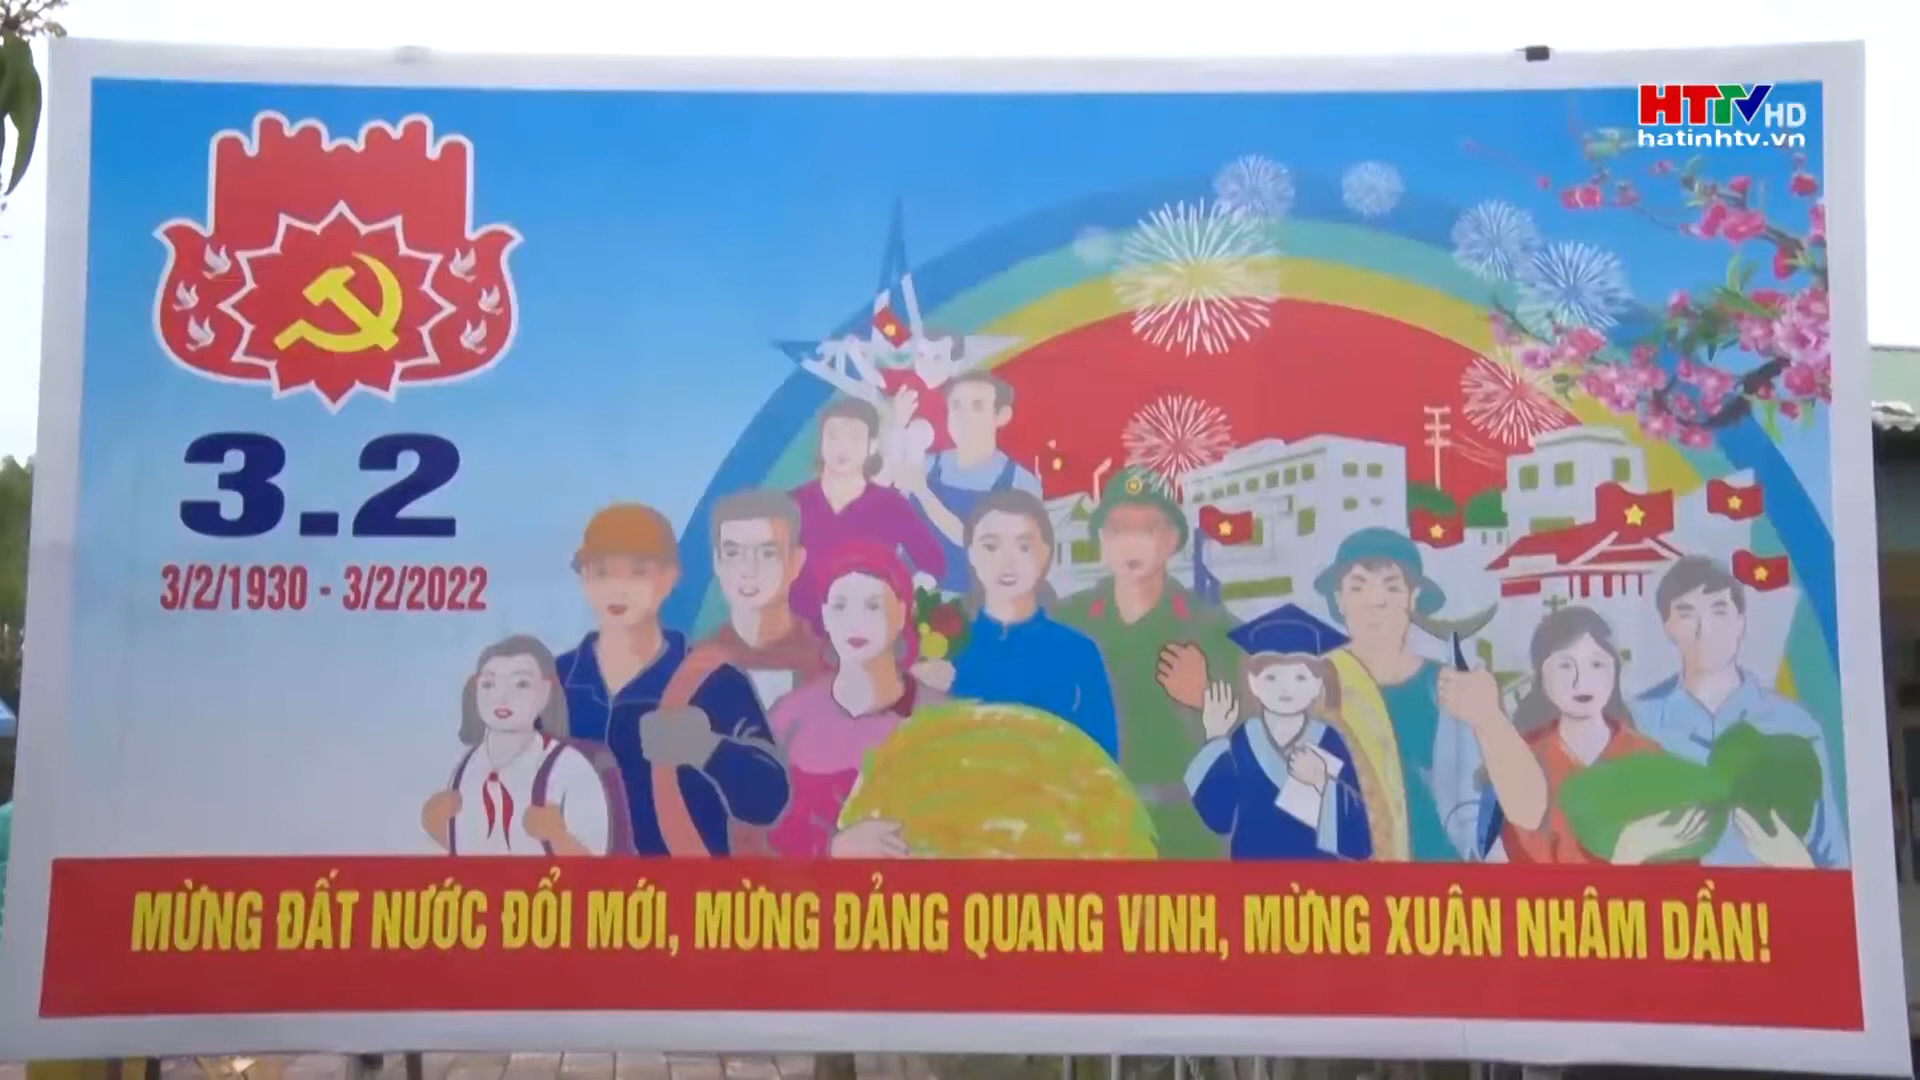 HTTV HD
hatinhtv.vn
3.2
3/2/1930 - 3/2/2022
MỪNG ĐẤT NƯỚC ĐỔI MỚI, MỪNG ĐẢNG QUANG VINH, MỪNG XUÂN NHÂM DẦN!